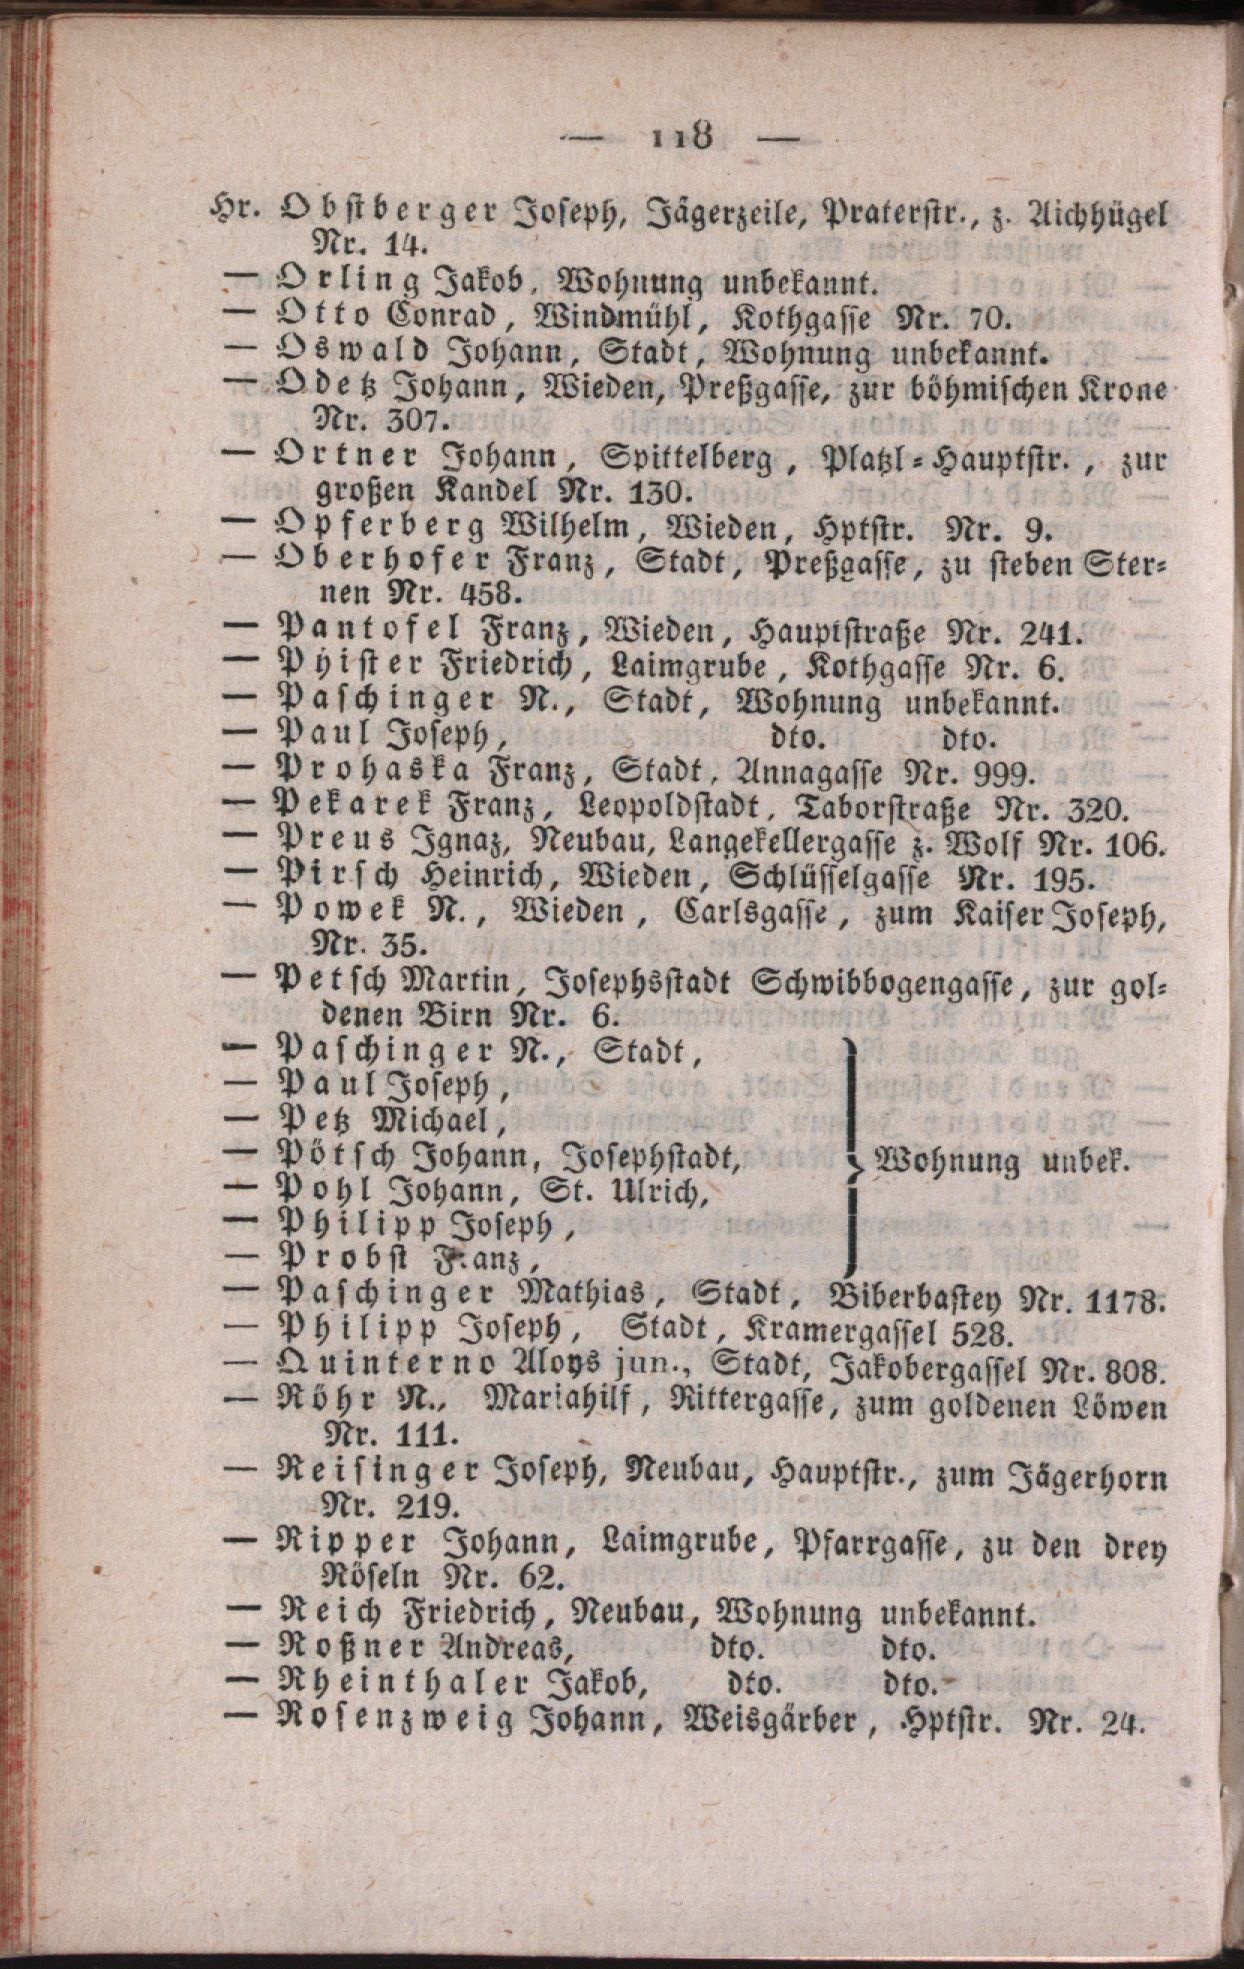 — 118 —
Hr. Obstberger Joseph, Jägerzeile, Praterstr., z. Aichhügel
Nr. 14.
— Orling Jakob, Wohnung unbekannt.
— Otto Conrad, Windmühl, Kothgasse Nr. 70.
— Oswald Johann, Stadt, Wohnung unbekannt.
— Odetz Johann, Wieden, Preßgasse, zur böhmischen Krone
Nr. 307.
— Ortner Johann, Spittelberg, Platzl-Hauptstr., zur
großen Kandel Nr. 130.
— Opferberg Wilhelm, Wieden, Hptstr. Nr. 9.
— Oberhofer Franz, Stadt, Preßgasse, zu sieben Ster-
nen Nr. 458.
— Pantofel Franz, Wieden, Hauptstraße Nr. 241.
— Pyister Friedrich, Laimgrube, Kothgasse Nr. 6.
— Paschinger N., Stadt, Wohnung unbekannt.
— Paul Joseph, dto. dto.
— Prohaska Franz, Stadt, Annagasse Nr. 999.
— Pekarek Franz, Leopoldstadt, Taborstraße Nr. 320.
— Preus Ignaz, Neubau, Langekellergasse z. Wolf Nr. 106.
— Pirsch Heinrich, Wieden, Schlüsselgasse Nr. 195.
— Powek N., Wieden, Carlsgasse, zum Kaiser Joseph,
Nr. 35.
— Petsch Martin, Josephsstadt Schwibbogengasse, zur gol-
denen Birn Nr. 6.
— Paschinger N., Stadt,
— Paul Joseph,
— Petz Michael,
— Pötsch Johann, Josephstadt, } Wohnung unbek.
— Pohl Johann, St. Ulrich,
— Philipp Joseph,
— Probst Franz,
— Paschinger Mathias, Stadt, Biberbastey Nr. 1178.
— Philipp Joseph, Stadt, Kramergassel 528.
— Quinterno Aloys jun., Stadt, Jakobergassel Nr. 808.
— Röhr N., Mariahilf, Rittergasse, zum goldenen Löwen
Nr. 111.
— Reisinger Joseph, Neubau, Hauptstr., zum Jägerhorn
Nr. 219.
— Ripper Johann, Laimgrube, Pfarrgasse, zu den drey
Röseln Nr. 62.
— Reich Friedrich, Neubau, Wohnung unbekannt.
— Roßner Andreas, dto. dto.
— Rheinthaler Jakob, dto. dto.
— Rosenzweig Johann, Weisgärber, Hptstr. Nr. 24.